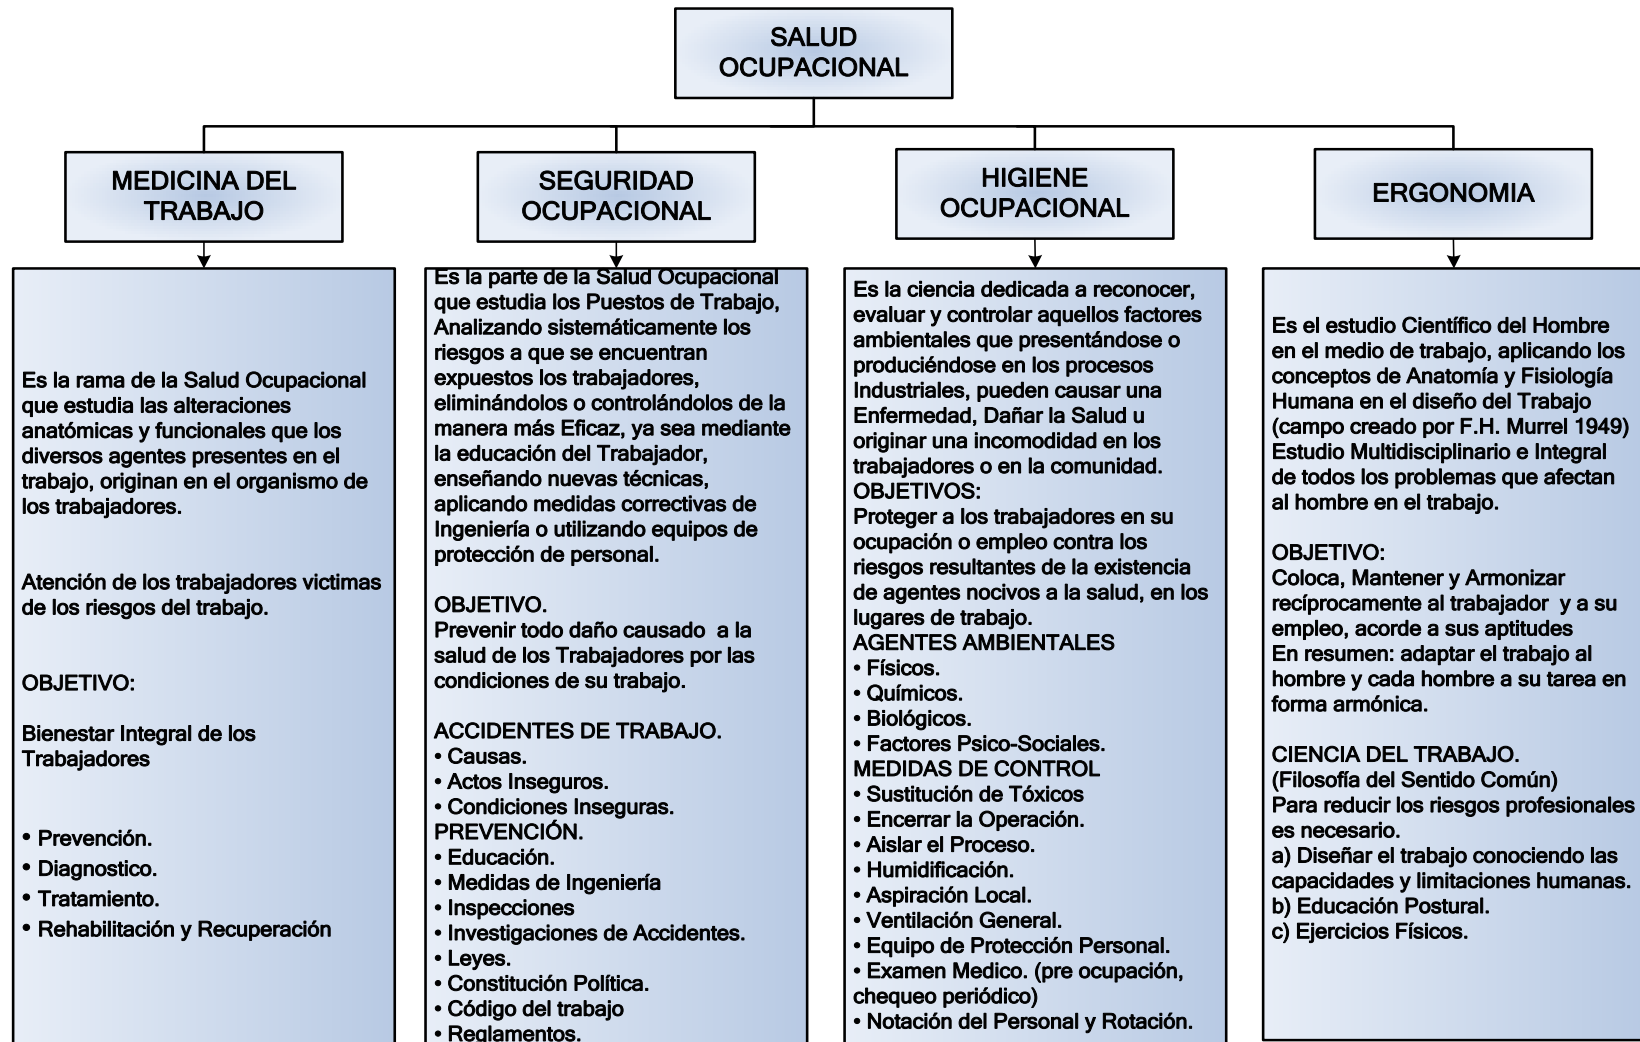 SALUD
OCUPACIONAL
MEDICINA DEL
TRABAJO
Es la rama de la Salud Ocupacional
que estudia las alteraciones
anatómicas y funcionales que los
diversos agentes presentes en el
trabajo, originan en el organismo de
los trabajadores.
Atención de los trabajadores victimas
de los riesgos del trabajo.
OBJETIVO:
Bienestar Integral de los
Trabajadores
• Prevención.
• Diagnostico.
• Tratamiento.
• Rehabilitación y Recuperación
SEGURIDAD
OCUPACIONAL
Es la parte de la Salud Ocupacional
que estudia los Puestos de Trabajo,
Analizando sistemáticamente los
riesgos a que se encuentran
expuestos los trabajadores,
eliminándolos o controlándolos de la
manera más Eficaz, ya sea mediante
la educación del Trabajador,
enseñando nuevas técnicas,
aplicando medidas correctivas de
Ingeniería o utilizando equipos de
protección de personal.
OBJETIVO.
Prevenir todo daño causado  a la
salud de los Trabajadores por las
condiciones de su trabajo.
ACCIDENTES DE TRABAJO.
• Causas.
• Actos Inseguros.
• Condiciones Inseguras.
PREVENCIÓN.
• Educación.
• Medidas de Ingeniería
• Inspecciones
• Investigaciones de Accidentes.
• Leyes.
• Constitución Política.
• Código del trabajo
• Reglamentos.
HIGIENE
OCUPACIONAL
Es la ciencia dedicada a reconocer,
evaluar y controlar aquellos factores
ambientales que presentándose o
produciéndose en los procesos
Industriales, pueden causar una
Enfermedad, Dañar la Salud u
originar una incomodidad en los
trabajadores o en la comunidad.
OBJETIVOS:
Proteger a los trabajadores en su
ocupación o empleo contra los
riesgos resultantes de la existencia
de agentes nocivos a la salud, en los
lugares de trabajo.
AGENTES AMBIENTALES
• Físicos.
• Químicos.
• Biológicos.
• Factores Psico-Sociales.
MEDIDAS DE CONTROL
• Sustitución de Tóxicos
• Encerrar la Operación.
• Aislar el Proceso.
• Humidificación.
• Aspiración Local.
• Ventilación General.
• Equipo de Protección Personal.
• Examen Medico. (pre ocupación,
chequeo periódico)
• Notación del Personal y Rotación.
ERGONOMIA
Es el estudio Científico del Hombre
en el medio de trabajo, aplicando los
conceptos de Anatomía y Fisiología
Humana en el diseño del Trabajo
(campo creado por F.H. Murrel 1949)
Estudio Multidisciplinario e Integral
de todos los problemas que afectan
al hombre en el trabajo.
OBJETIVO:
Coloca, Mantener y Armonizar
recíprocamente al trabajador  y a su
empleo, acorde a sus aptitudes
En resumen: adaptar el trabajo al
hombre y cada hombre a su tarea en
forma armónica.
CIENCIA DEL TRABAJO.
(Filosofía del Sentido Común)
Para reducir los riesgos profesionales
es necesario.
a) Diseñar el trabajo conociendo las
capacidades y limitaciones humanas.
b) Educación Postural.
c) Ejercicios Físicos.